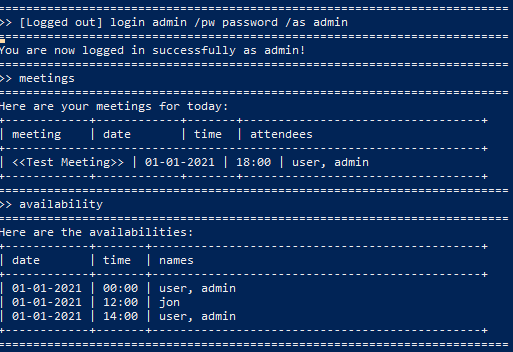 ================================================================
>> [Logged out] login admin /pw password /as admin
================================================================
You are now logged in successfully as admin!
================================================================
>> meetings
================================================================
Here are your meetings for today:
+-------------+------------+-------+----------------------------------+
| meeting | date | time | attendees
+-------------+------------+-------+----------------------------------+
| <<Test Meeting>> | 01-01-2021 | 18:00 | user, admin
+-------------+------------+-------+----------------------------------+
================================================================
>> availability
================================================================
Here are the availabilities:
+------------+-------+-----------------------------------------------+
| date | time | names
+------------+-------+-----------------------------------------------+
| 01-01-2021 | 00:00 | user, admin
| 01-01-2021 | 12:00 | jon
| 01-01-2021 | 14:00 | user, admin
+------------+-------+-----------------------------------------------+
================================================================